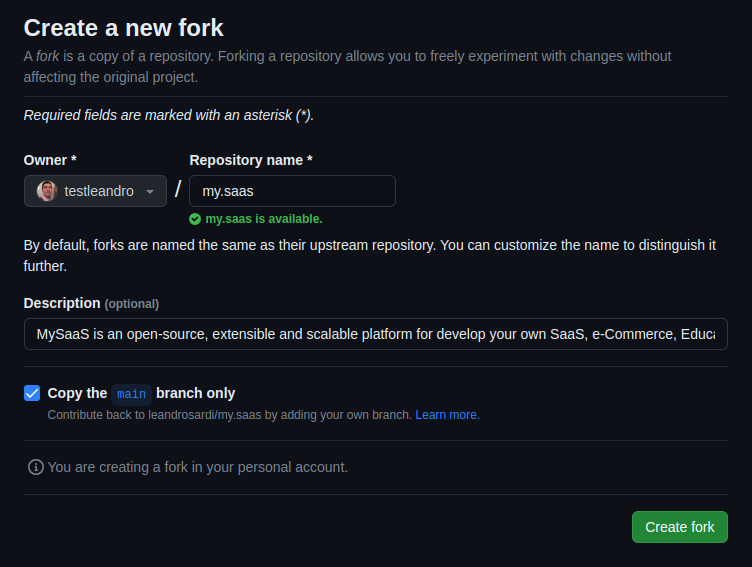 Create a new fork
A fork is a copy of a repository. Forking a repository allows you to freely experiment with changes without
affecting the original project.
Required fields are marked with an asterisk (*).
Owner * Repository name *
testleandro / my.saas
my.saas is available.
By default, forks are named the same as their upstream repository. You can customize the name to distinguish it
further.
Description (optional)
MySaaS is an open-source, extensible and scalable platform for develop your own SaaS, e-Commerce, Educa
Copy the main branch only
Contribute back to leandrosardi/my.saas by adding your own branch. Learn more.
You are creating a fork in your personal account.
Create fork